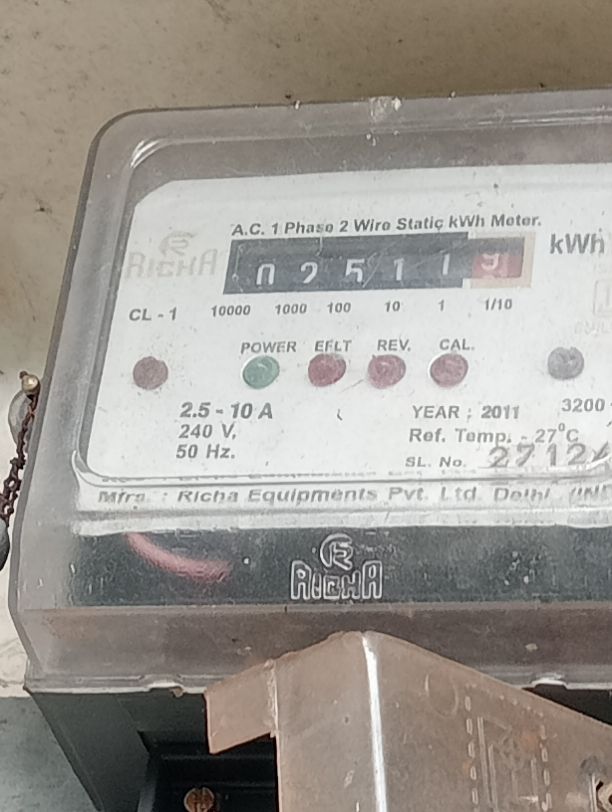 A.C. 1 Phase 2 Wire Static kWh Meter.
RICHA
0 2 5 1 1 9
kWh
CL - 1
10000 1000 100 10 1 1/10
POWER EFLT REV. CAL.
2.5 - 10 A
240 V,
50 Hz.
YEAR : 2011
3200
Ref. Temp. - 27°C
SL. No. 2712
Mfrs. : Richa Equipments Pvt. Ltd. Delhi
RICHA